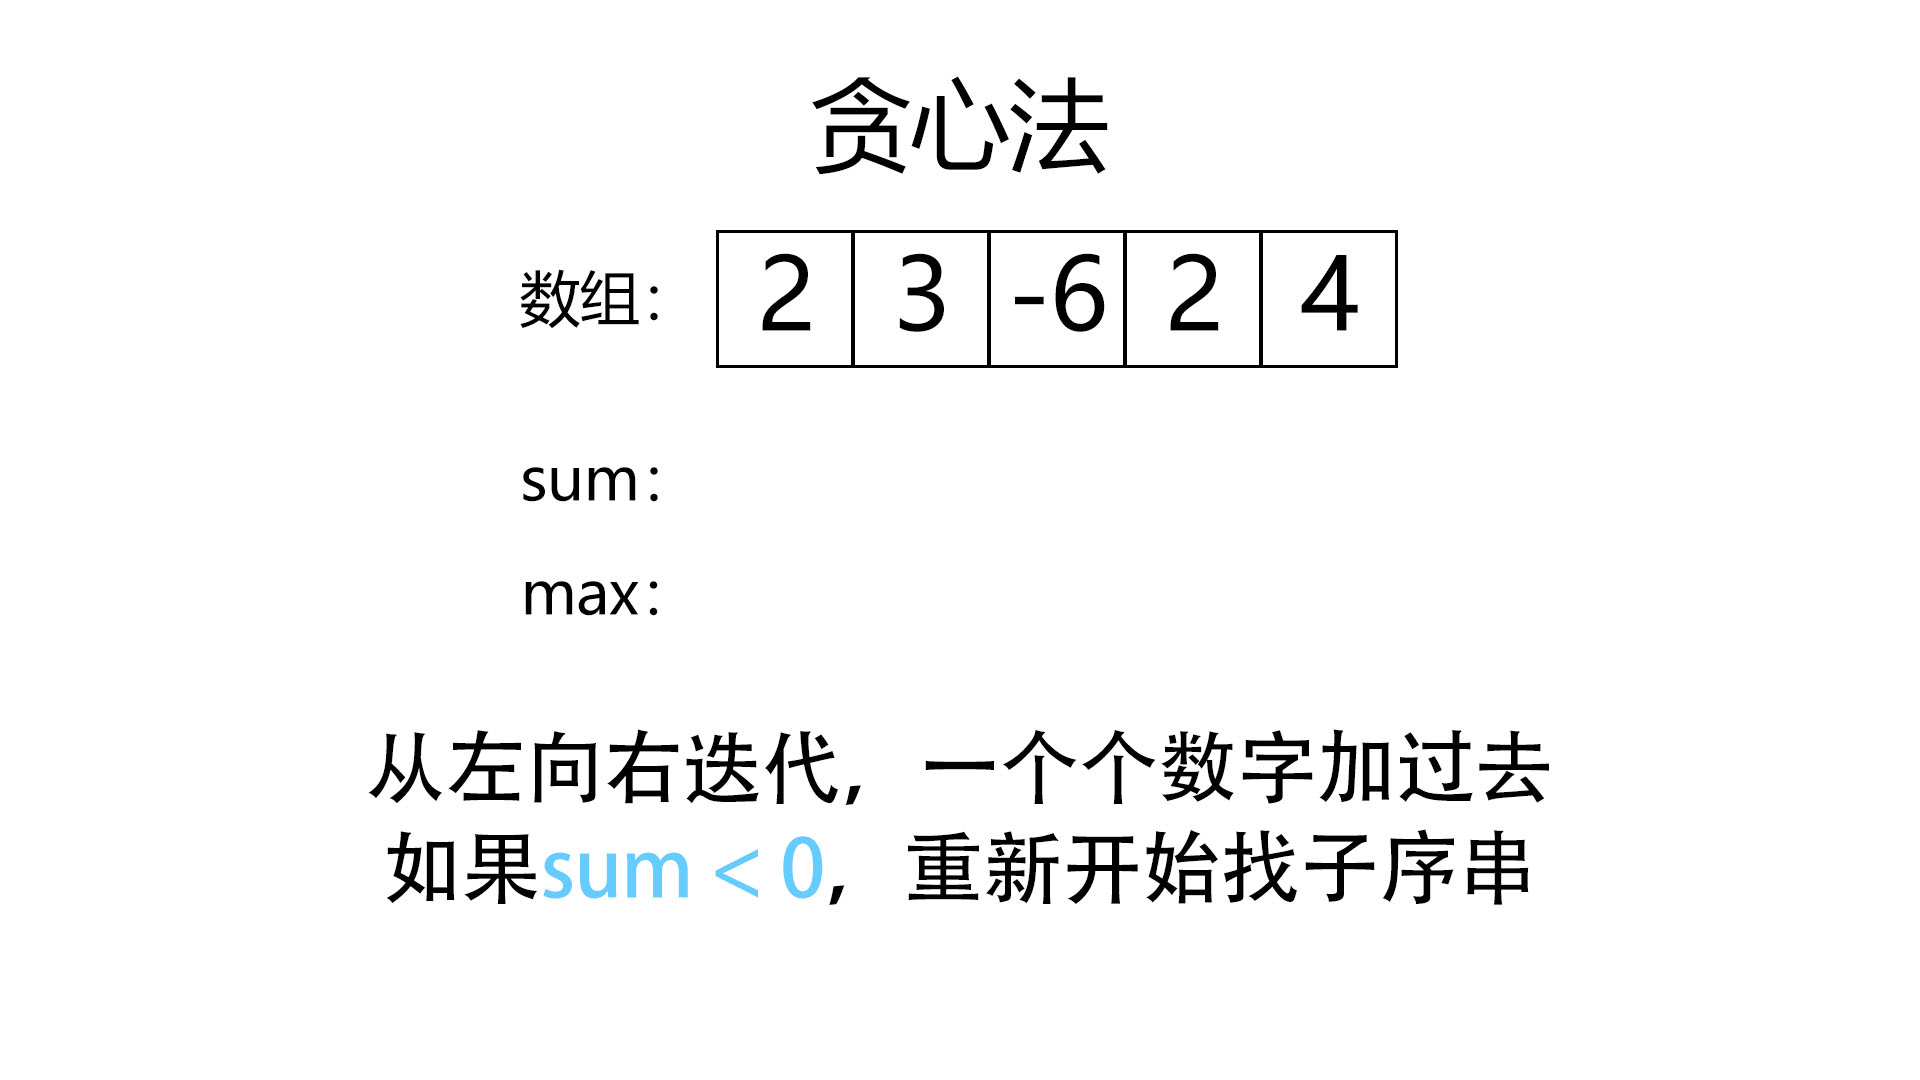 贪心法
数组： 2 3 -6 2 4
sum：
max：
从左向右迭代，一个个数字加过去
如果sum < 0，重新开始找子序串